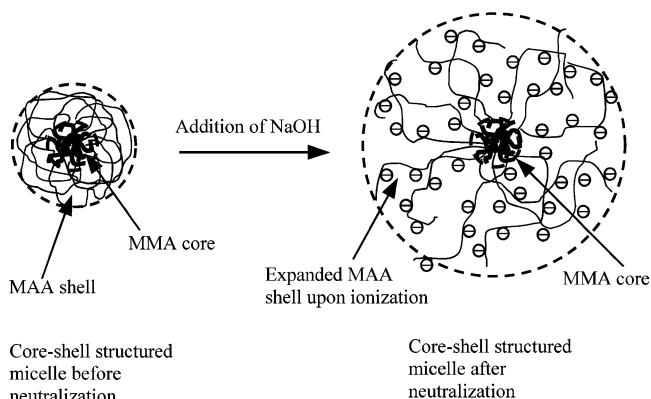 Addition of NaOH
MMA core
MAA shell
Expanded MAA
shell upon ionization
MMA core
Core-shell structured
micelle before
neutralization
Core-shell structured
micelle after
neutralization